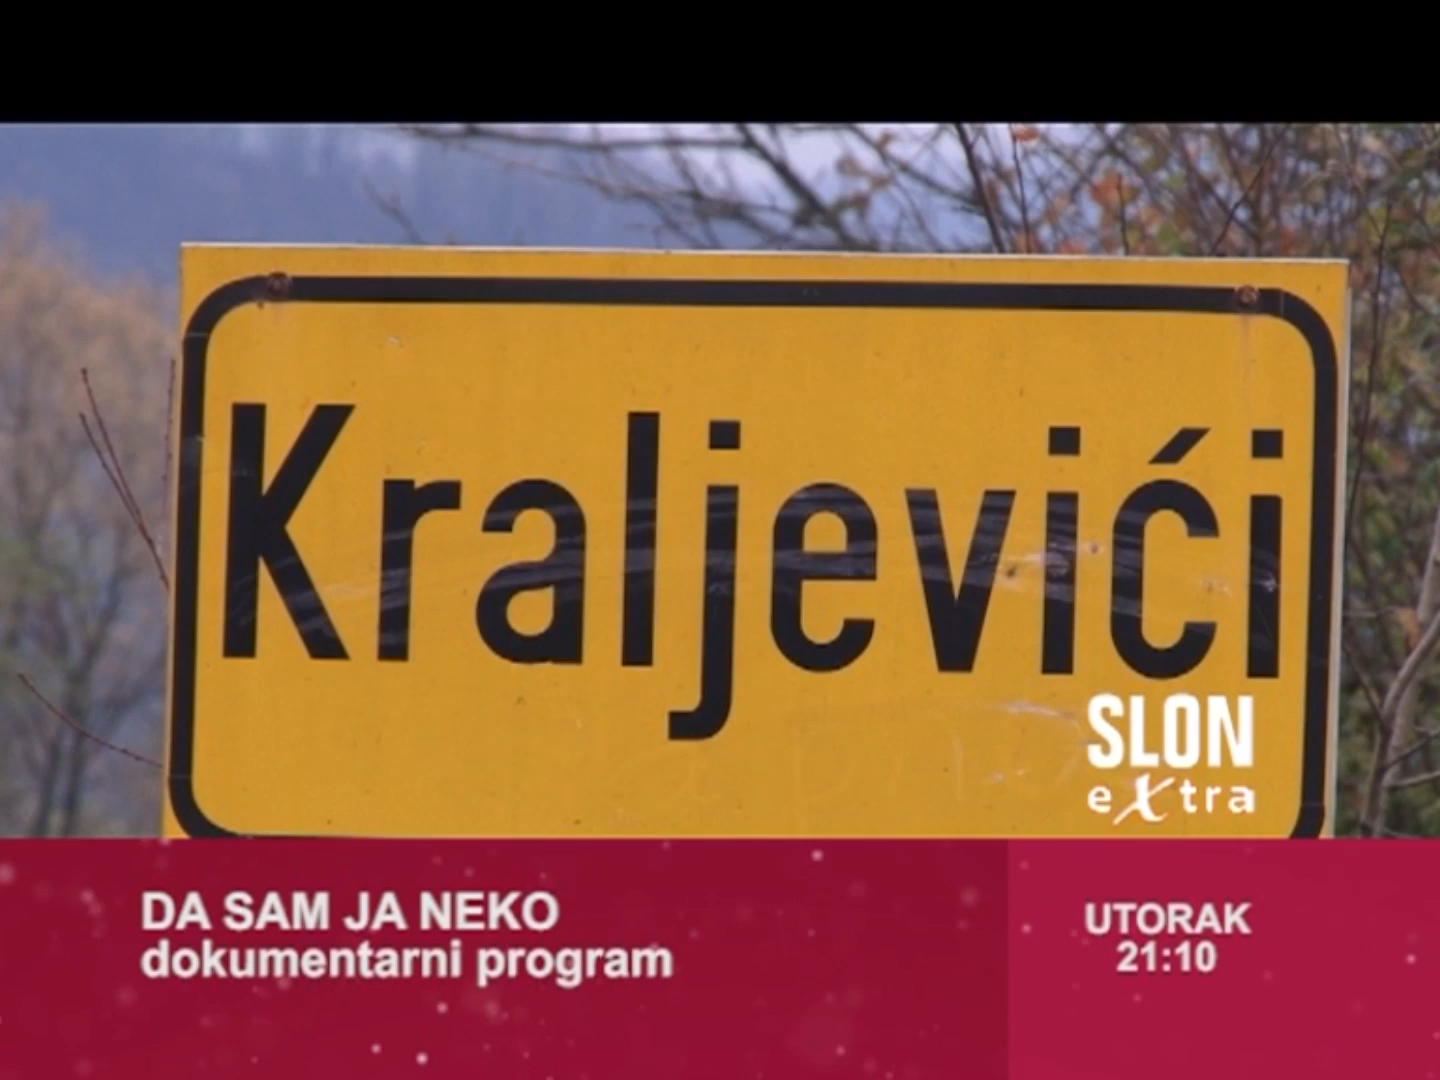 Kraljevići
SLON
eXtra
DA SAM JA NEKO
dokumentarni program
UTORAK
21:10